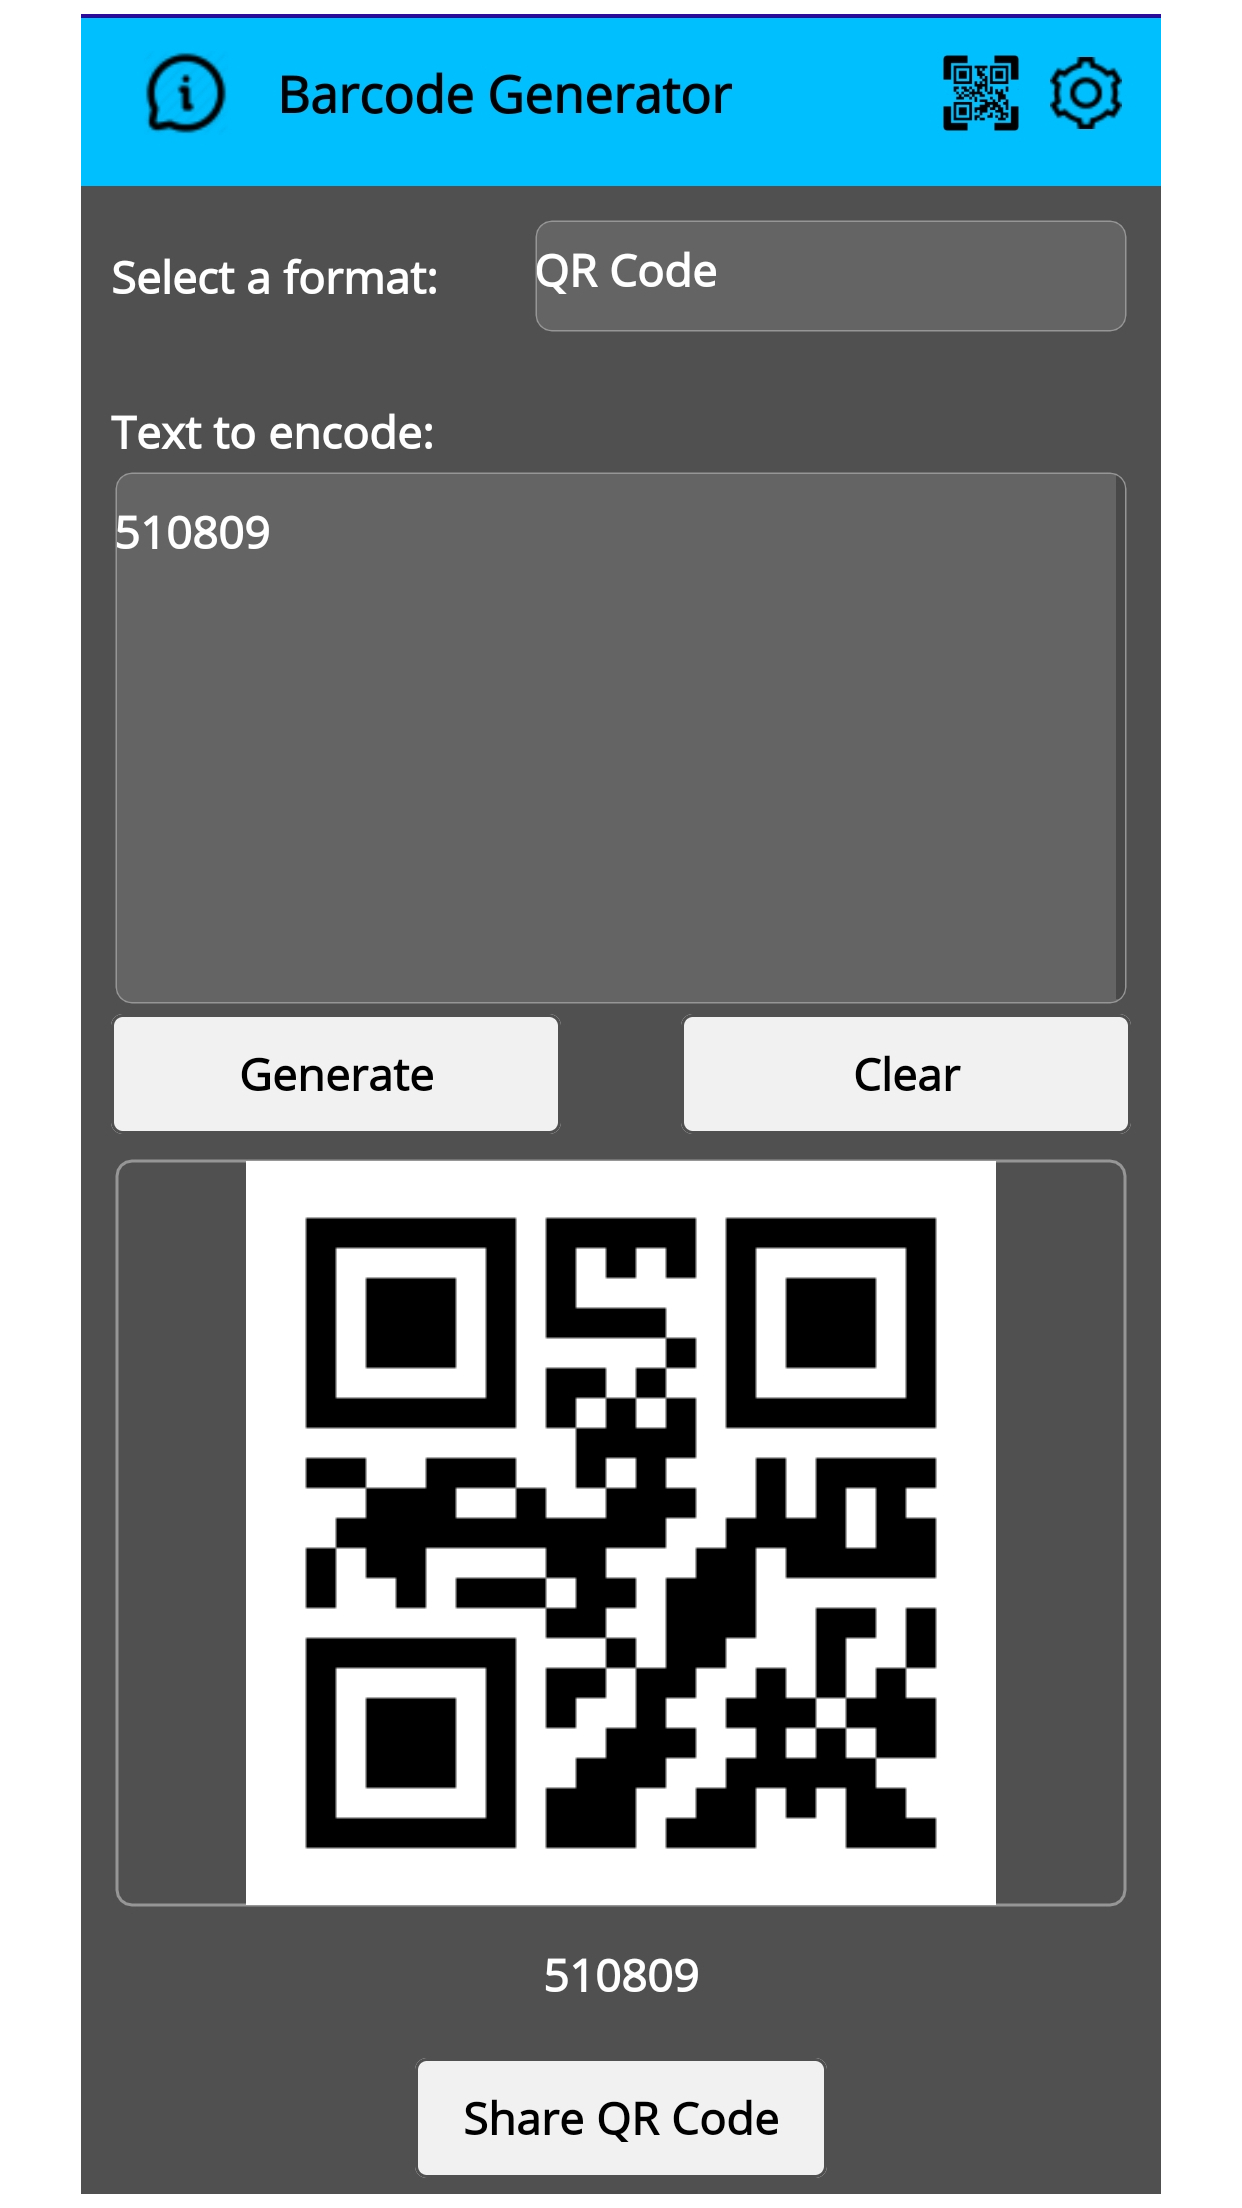 Barcode Generator
Select a format: QR Code
Text to encode:
510809
Generate Clear
510809
Share QR Code